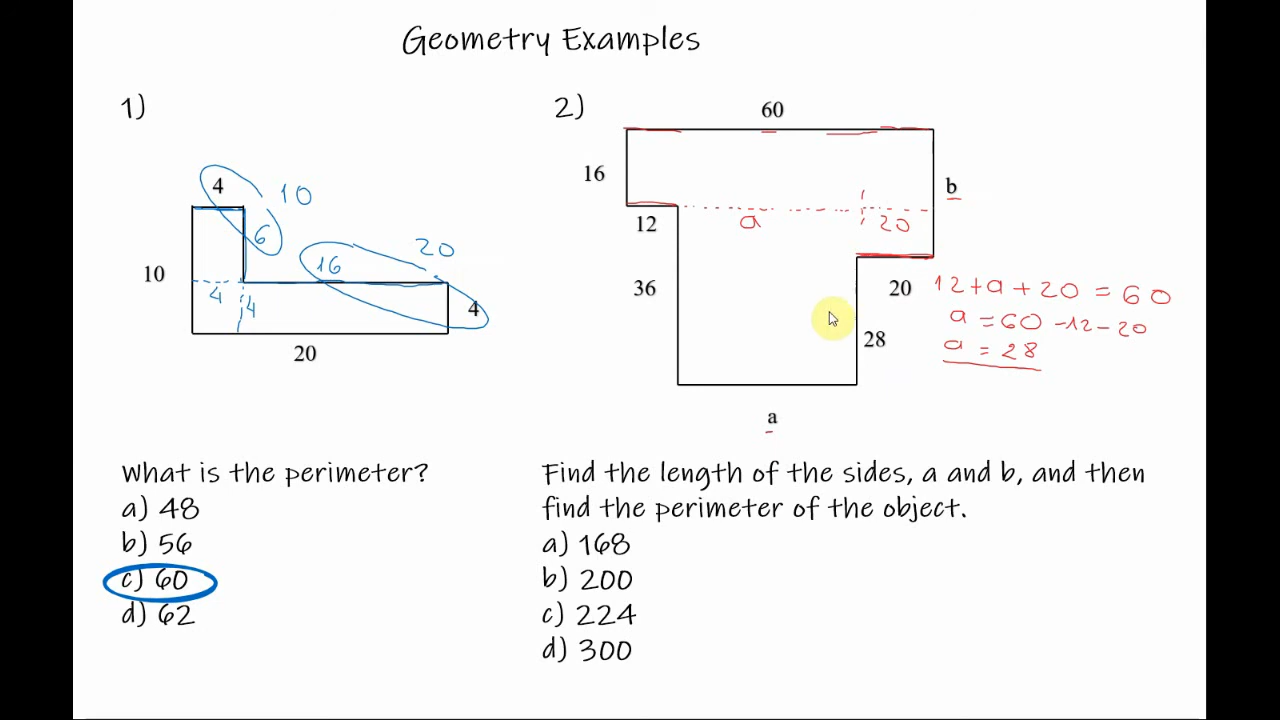 Geometry Examples
1)
4
10
6
10
16
20
4
4
4
20
What is the perimeter?
a) 48
b) 56
c) 60
d) 62
2)
60
16
b
12
a
20
36
20
28
a
12 + a + 20 = 60
a = 60 - 12 - 20
a = 28
Find the length of the sides, a and b, and then
find the perimeter of the object.
a) 168
b) 200
c) 224
d) 300